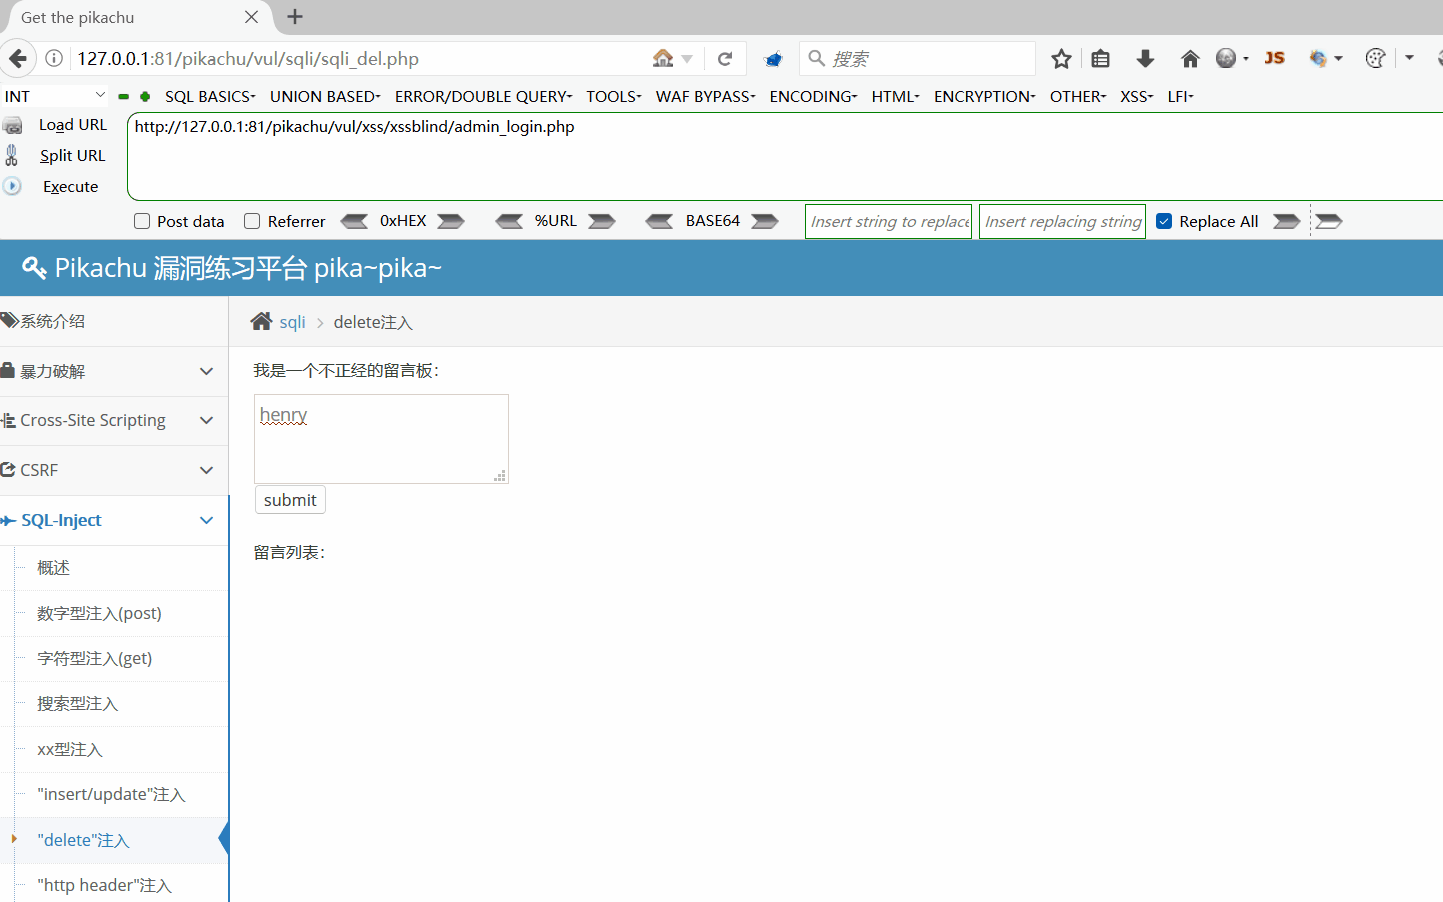 Get the pikachu
127.0.0.1:81/pikachu/vul/sqli/sqli_del.php
搜索
JS
INT
SQL BASICS
UNION BASED
ERROR/DOUBLE QUERY
TOOLS
WAF BYPASS
ENCODING
HTML
ENCRYPTION
OTHER
XSS
LFI
Load URL
http://127.0.0.1:81/pikachu/vul/xss/xssblind/admin_login.php
Split URL
Execute
Post data
Referrer
0xHEX
%URL
BASE64
Insert string to replace
Insert replacing string
Replace All
Pikachu 漏洞练习平台 pika~pika~
系统介绍
暴力破解
Cross-Site Scripting
CSRF
SQL-Inject
概述
数字型注入(post)
字符型注入(get)
搜索型注入
xx型注入
"insert/update"注入
"delete"注入
"http header"注入
sqli
delete注入
我是一个不正经的留言板：
henry
submit
留言列表：